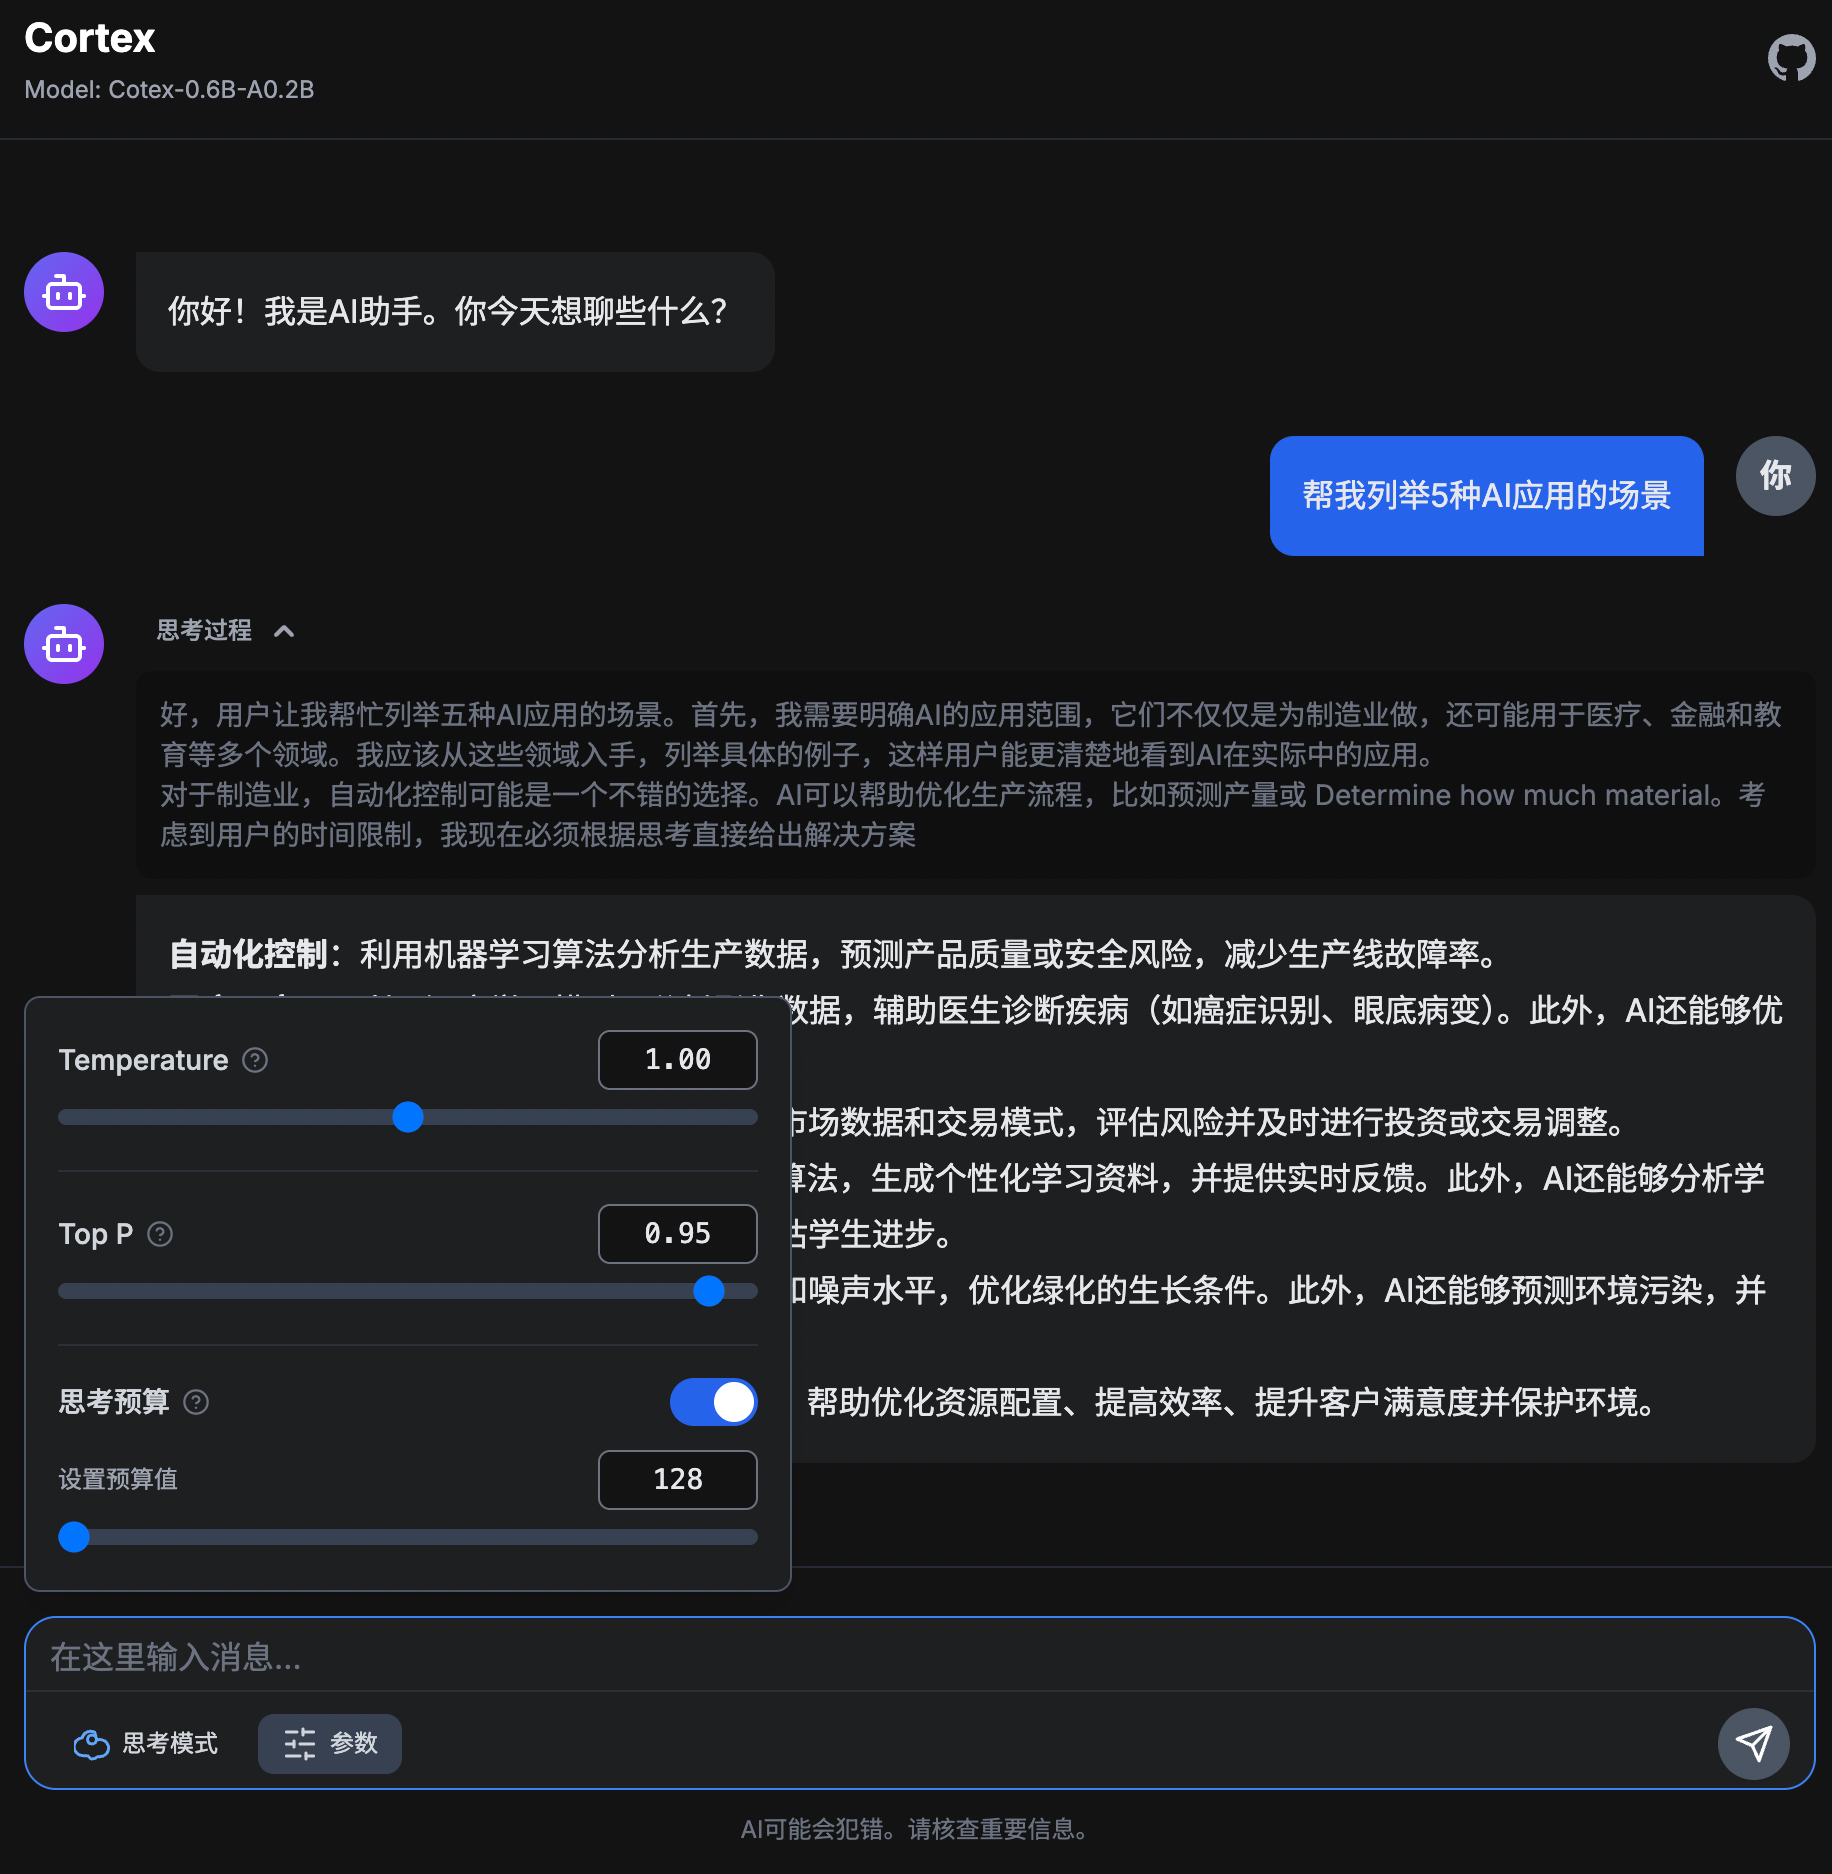 Cortex
Model: Cotex-0.6B-A0.2B
你好！我是AI助手。你今天想聊些什么？
帮我列举5种AI应用的场景
你
思考过程
好，用户让我帮忙列举五种AI应用的场景。首先，我需要明确AI的应用范围，它们不仅仅是为制造业做，还可能用于医疗、金融和教
育等多个领域。我应该从这些领域入手，列举具体的例子，这样用户能更清楚地看到AI在实际中的应用。
对于制造业，自动化控制可能是一个不错的选择。AI可以帮助优化生产流程，比如预测产量或 Determine how much material。考
虑到用户的时间限制，我现在必须根据思考直接给出解决方案
自动化控制：利用机器学习算法分析生产数据，预测产品质量或安全风险，减少生产线故障率。
数据，辅助医生诊断疾病（如癌症识别、眼底病变）。此外，AI还能够优
市场数据和交易模式，评估风险并及时进行投资或交易调整。
算法，生成个性化学习资料，并提供实时反馈。此外，AI还能够分析学
估学生进步。
和噪声水平，优化绿化的生长条件。此外，AI还能够预测环境污染，并
帮助优化资源配置、提高效率、提升客户满意度并保护环境。
Temperature
1.00
Top P
0.95
思考预算
设置预算值
128
在这里输入消息...
思考模式
参数
AI可能会犯错。请核查重要信息。